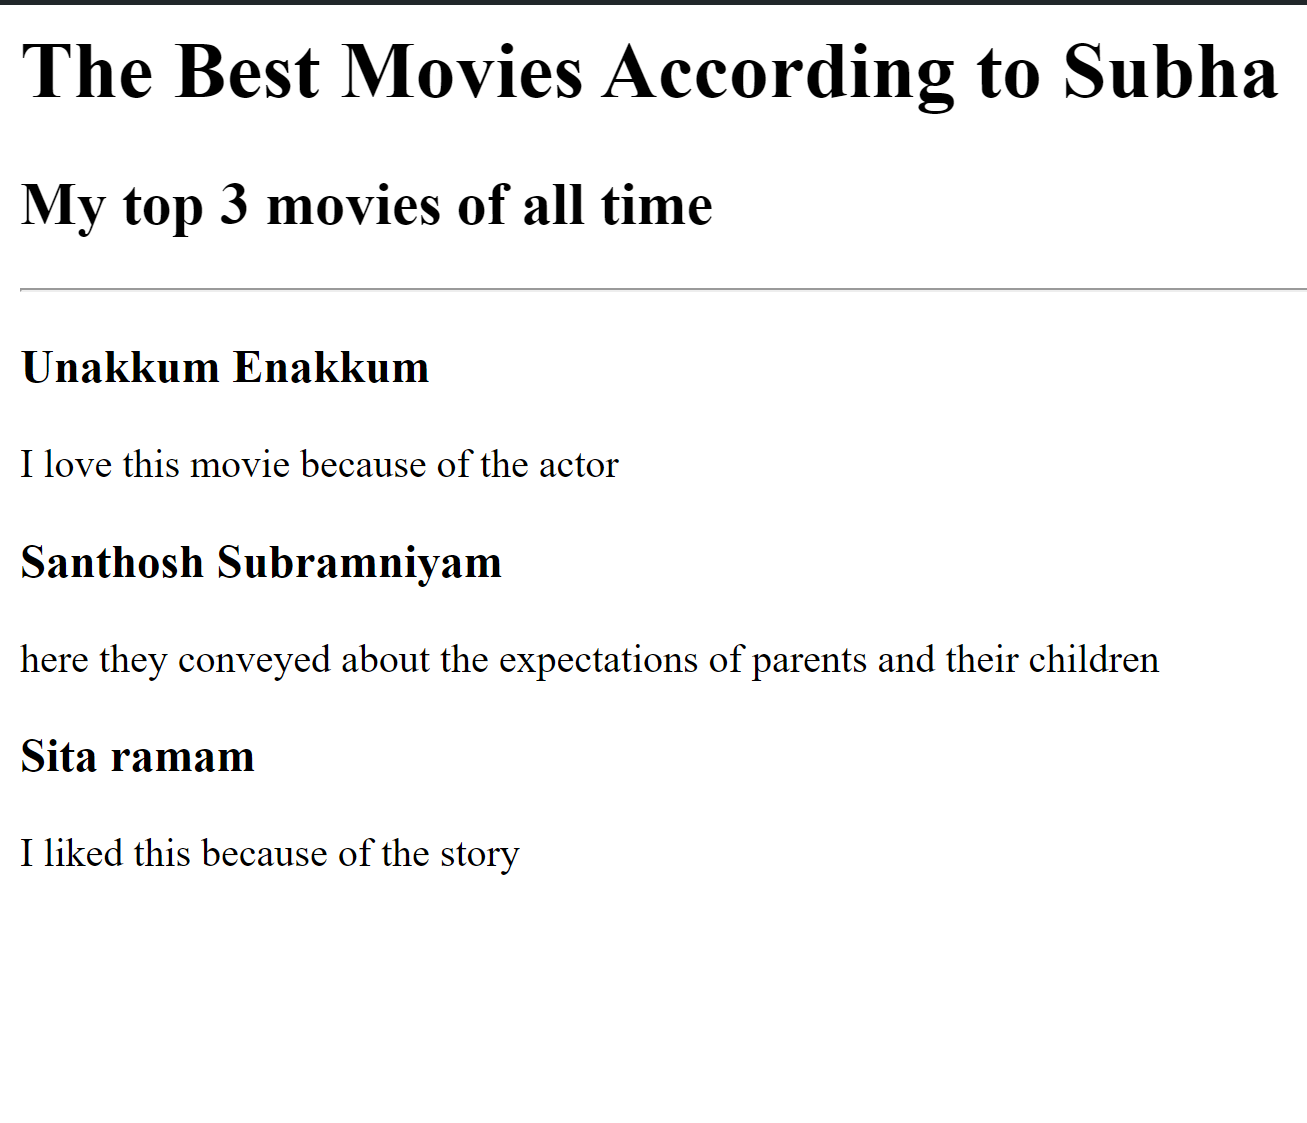 The Best Movies According to Subha
My top 3 movies of all time
Unakkum Enakkum
I love this movie because of the actor
Santhosh Subramniyam
here they conveyed about the expectations of parents and their children
Sita ramam
I liked this because of the story